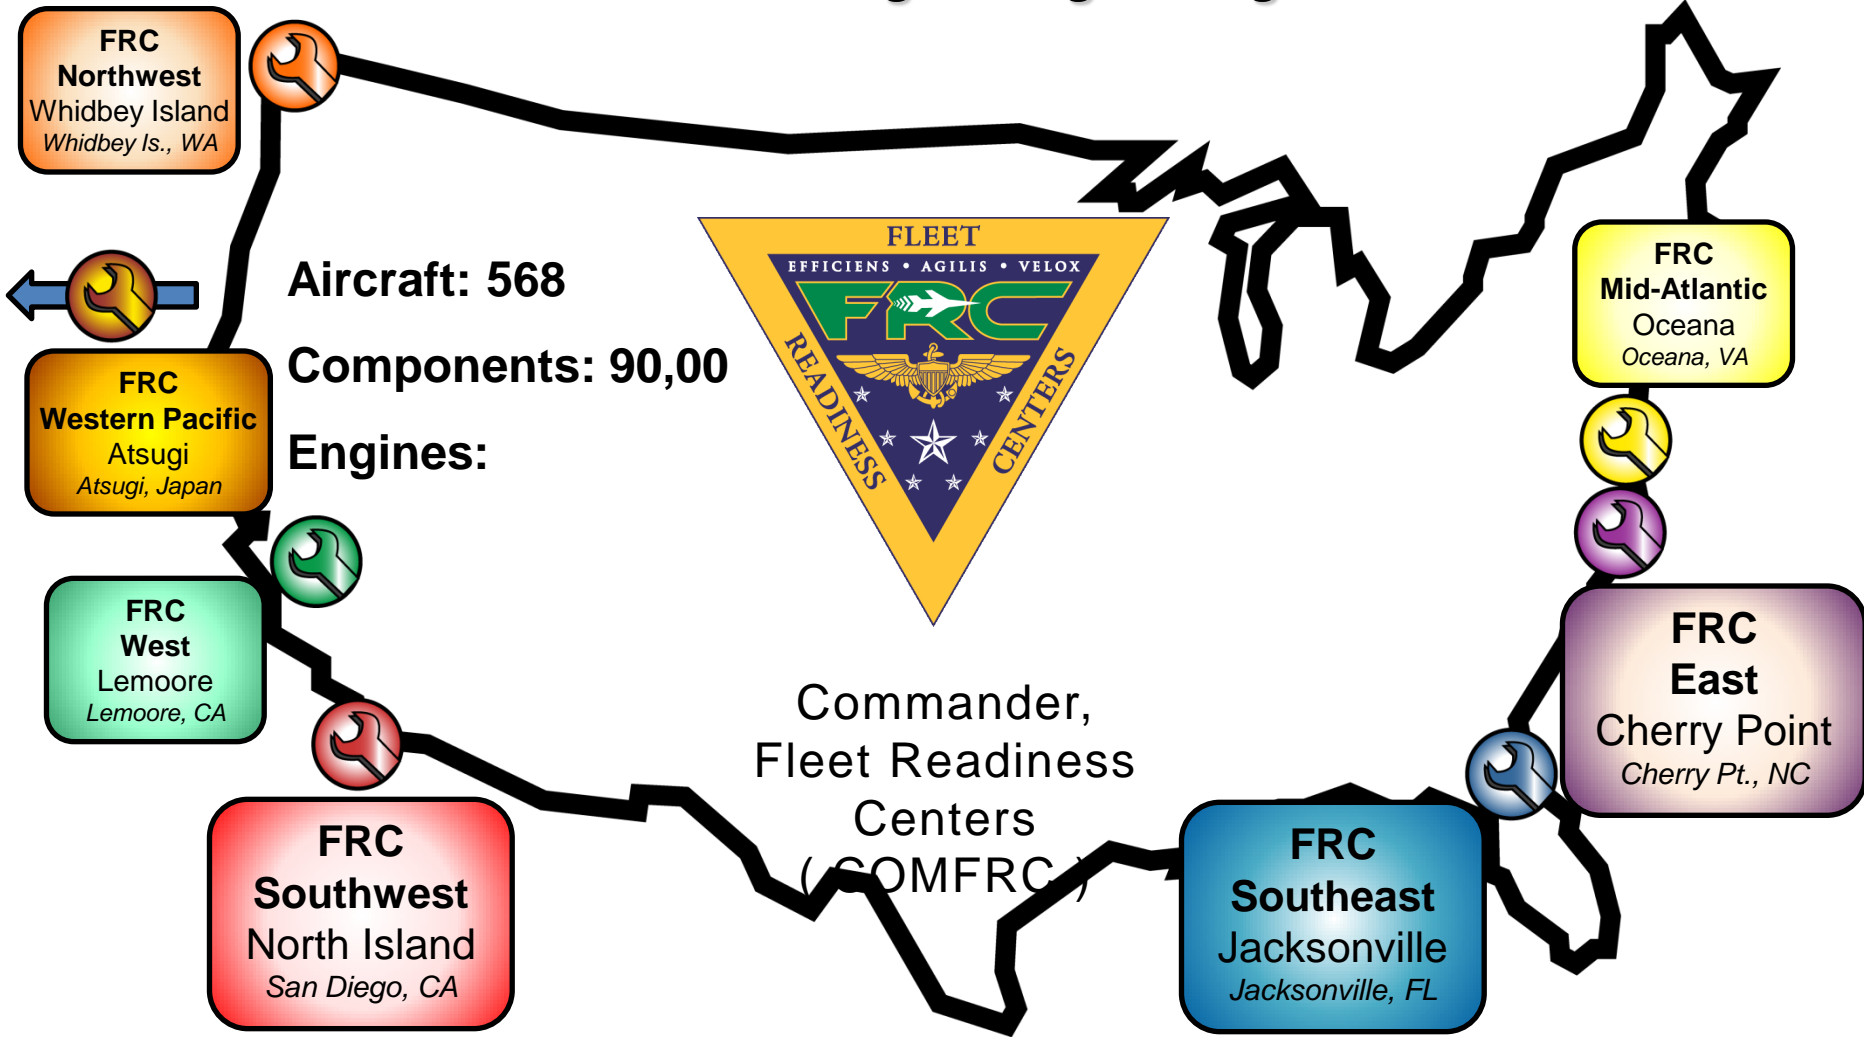 FRC
Northwest
Whidbey Island
Whidbey Is., WA
Aircraft: 568
Components: 90,00
Engines:
FLEET
EFFICIENS • AGILIS • VELOX
FRC
READINESS
CENTERS
FRC
Mid-Atlantic
Oceana
Oceana, VA
FRC
Western Pacific
Atsugi
Atsugi, Japan
FRC
West
Lemoore
Lemoore, CA
FRC
East
Cherry Point
Cherry Pt., NC
Commander,
Fleet Readiness
Centers
( COMFRC )
FRC
Southwest
North Island
San Diego, CA
FRC
Southeast
Jacksonville
Jacksonville, FL